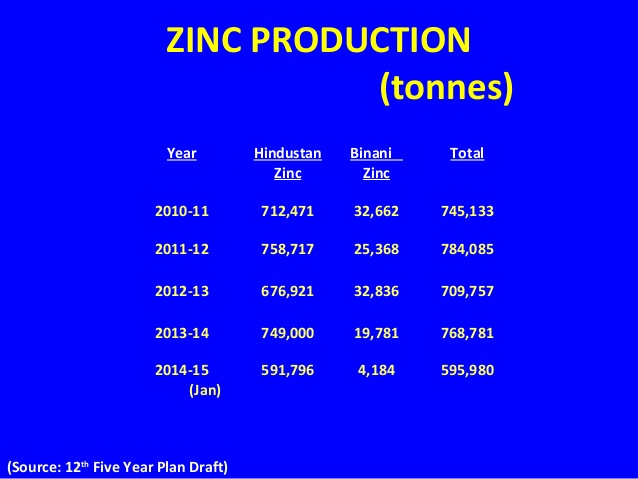 ZINC PRODUCTION
(tonnes)
Year Hindustan Zinc Binani Zinc Total
2010-11 712,471 32,662 745,133
2011-12 758,717 25,368 784,085
2012-13 676,921 32,836 709,757
2013-14 749,000 19,781 768,781
2014-15 591,796 4,184 595,980
(Jan)
(Source: 12th Five Year Plan Draft)